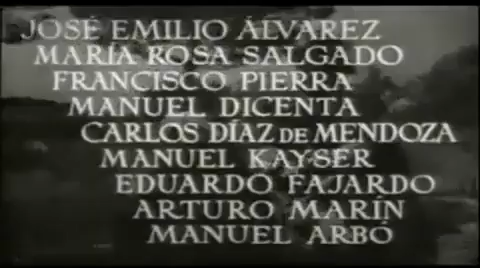 JOSÉ EMILIO ÁLVAREZ
MARÍA ROSA SALGADO
FRANCISCO PIERRA
MANUEL DICENTA
CARLOS DÍAZ DE MENDOZA
MANUEL KAYSER
EDUARDO FAJARDO
ARTURO MARÍN
MANUEL ARBÓ